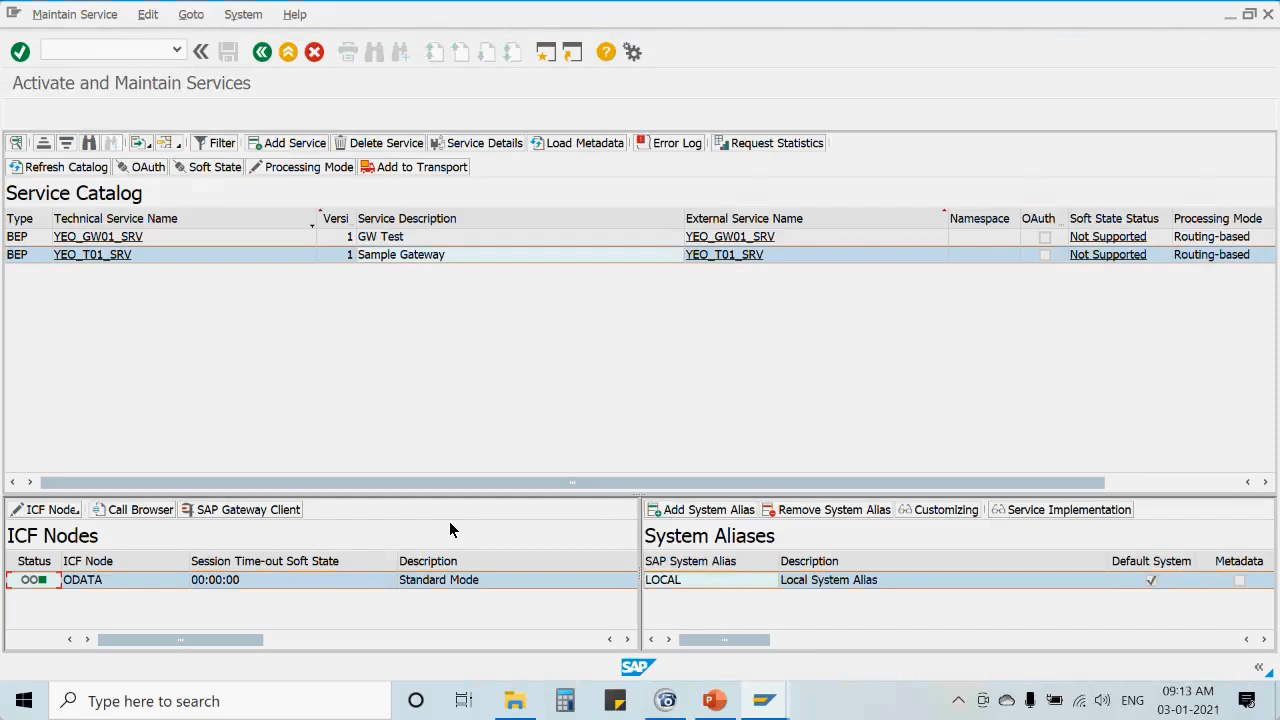 Maintain Service Edit Goto System Help
Activate and Maintain Services
Filter Add Service Delete Service Service Details Load Metadata Error Log Request Statistics
Refresh Catalog OAuth Soft State Processing Mode Add to Transport
Service Catalog
Type Technical Service Name Versi Service Description External Service Name Namespace OAuth Soft State Status Processing Mode
BEP YEO_GW01_SRV 1 GW Test YEO_GW01_SRV Not Supported Routing-based
BEP YEO_T01_SRV 1 Sample Gateway YEO_T01_SRV Not Supported Routing-based
ICF Node Call Browser SAP Gateway Client Add System Alias Remove System Alias Customizing Service Implementation
ICF Nodes System Aliases
Status ICF Node Session Time-out Soft State Description SAP System Alias Description Default System Metadata
ODATA 00:00:00 Standard Mode LOCAL Local System Alias
SAP
Type here to search ENG 09:13 AM
03-01-2021